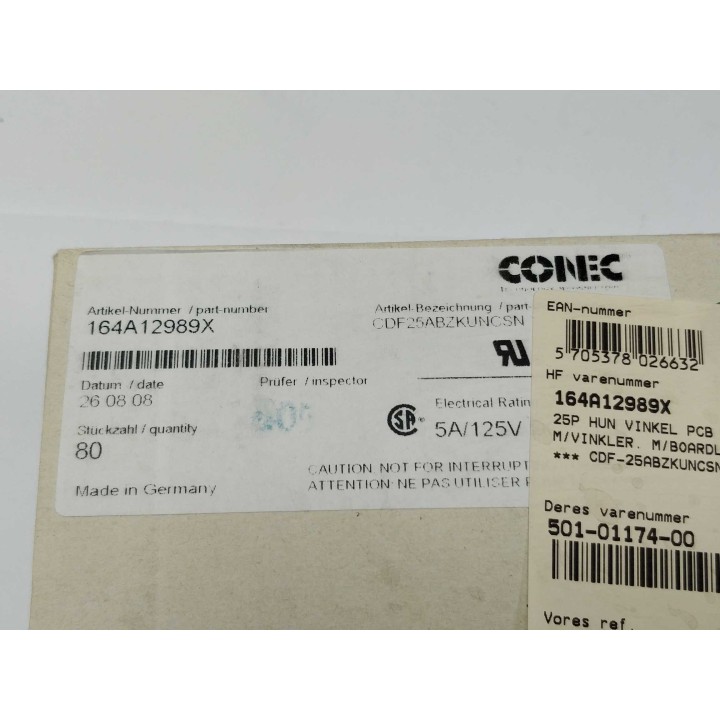 CONEC
Artikel-Nummer / part-number
164A12989X
Artikel-Bezeichnung / part-
CDF25ABZKUNCSN
Datum / date
26 08 08
Prüfer / inspector
Stückzahl / quantity
80
Made in Germany
Electrical Ratin
5A/125V
CAUTION: NOT FOR INTERRUPT
ATTENTION: NE PAS UTILISER
EAN-nummer
5 705378 026632
HF varenummer
164A12989X
25P HUN VINKEL PCB
M/VINKLER. M/BOARDL
*** CDF-25ABZKUNCSN
Deres varenummer
501-01174-00
Vores ref.